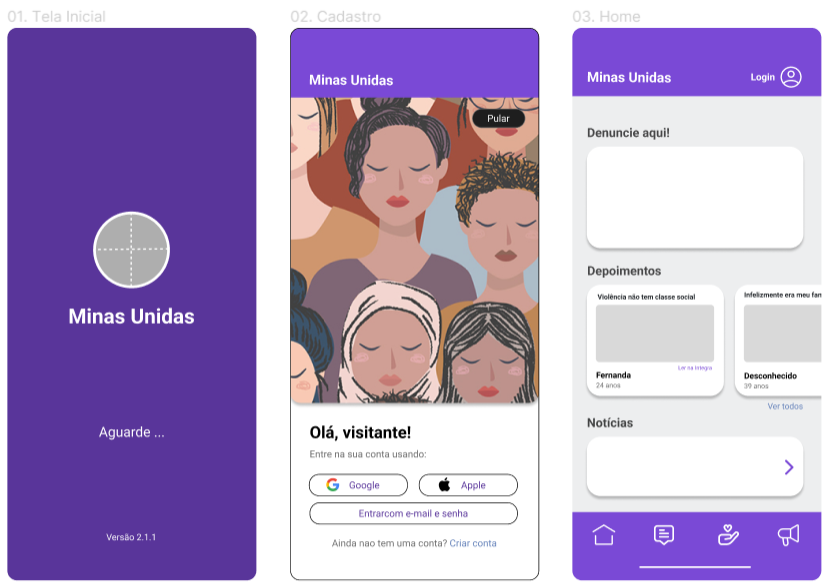 01. Tela Inicial
Minas Unidas
Aguarde ...
Versão 2.1.1
02. Cadastro
Minas Unidas
Pular
Olá, visitante!
Entre na sua conta usando:
Google
Apple
Entrarcom e-mail e senha
Ainda nao tem uma conta? Criar conta
03. Home
Minas Unidas
Login
Denuncie aqui!
Depoimentos
Violência não tem classe social
Ler na íntegra
Fernanda
24 anos
Infelizmente era meu fam
Desconhecido
39 anos
Ver todos
Notícias